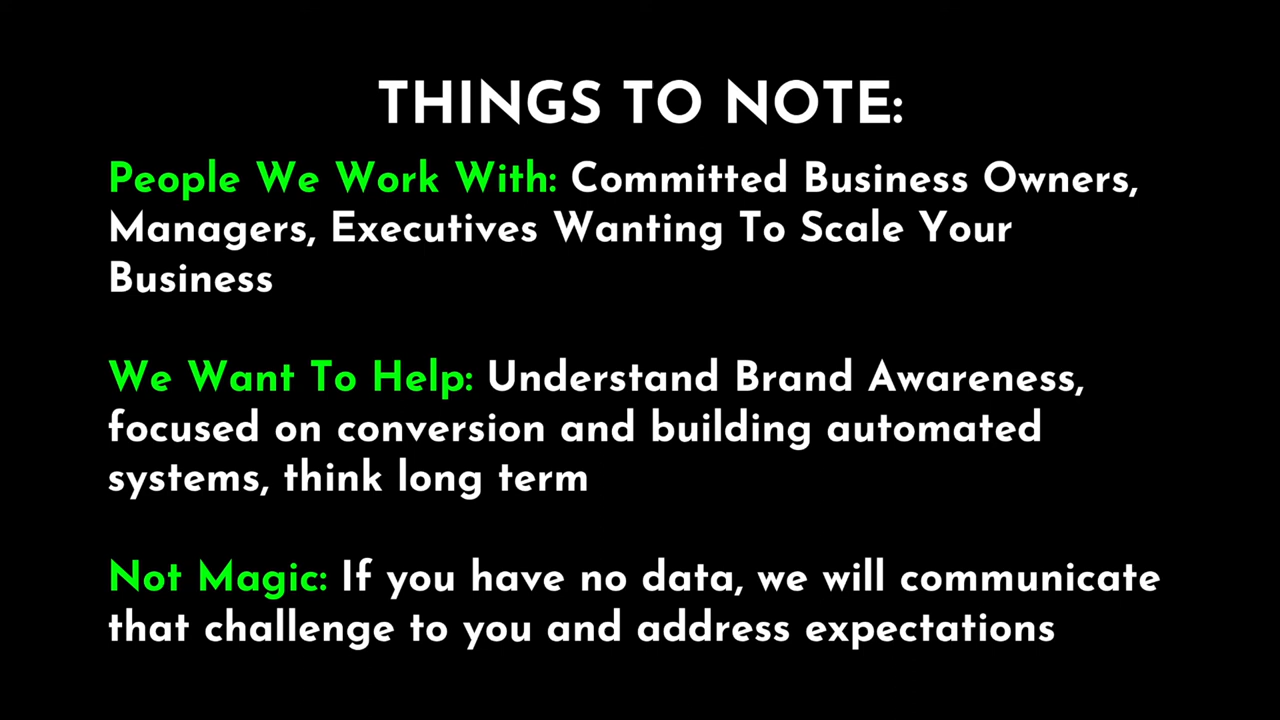 THINGS TO NOTE:
People We Work With: Committed Business Owners,
Managers, Executives Wanting To Scale Your
Business
We Want To Help: Understand Brand Awareness,
focused on conversion and building automated
systems, think long term
Not Magic: If you have no data, we will communicate
that challenge to you and address expectations